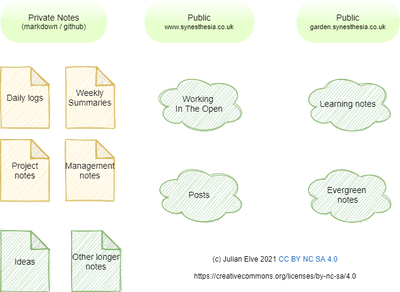 Private Notes
(markdown / github)
Public
www.synesthesia.co.uk
Public
garden.synesthesia.co.uk
Daily logs
Weekly
Summaries
Working
In The Open
Learning notes
Project
notes
Management
notes
Posts
Evergreen
notes
Ideas
Other longer
notes
(c) Julian Elve 2021 CC BY NC SA 4.0
https://creativecommons.org/licenses/by-nc-sa/4.0